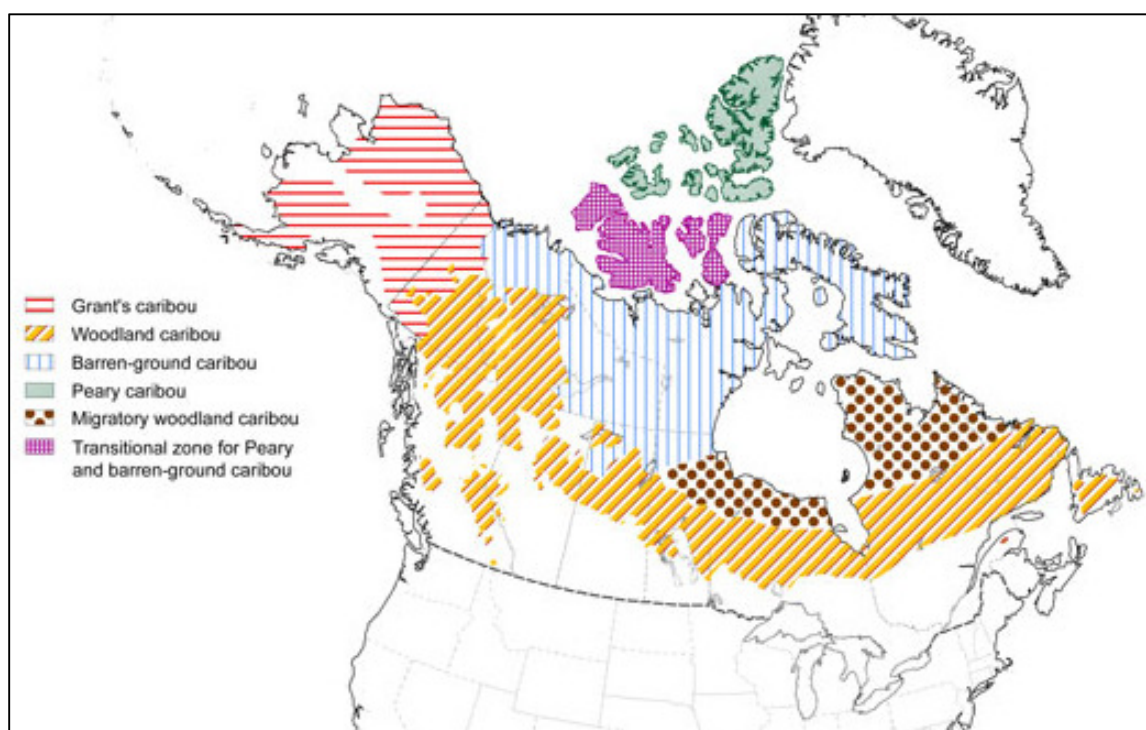 Grant's caribou
Woodland caribou
Barren-ground caribou
Peary caribou
Migratory woodland caribou
Transitional zone for Peary
and barren-ground caribou